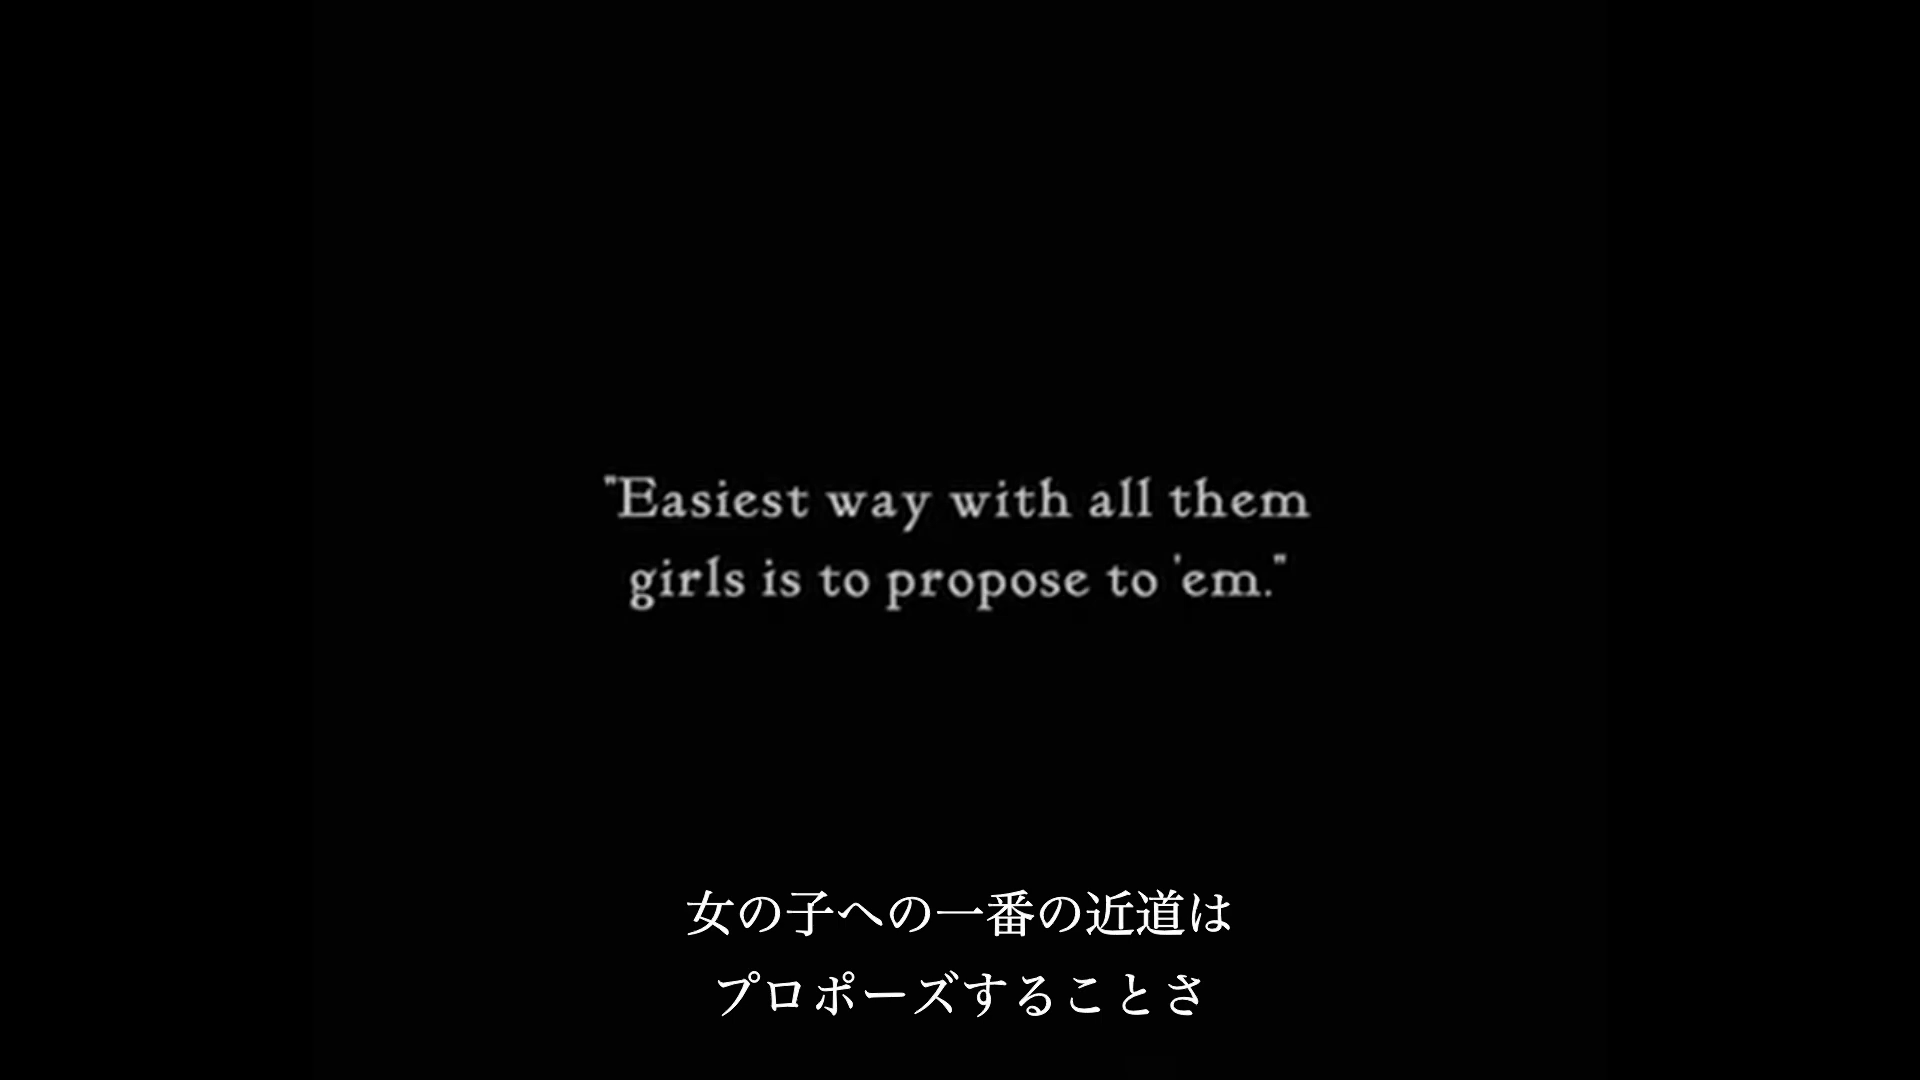 "Easiest way with all them
girls is to propose to 'em."
女の子への一番の近道は
プロポーズすることさ